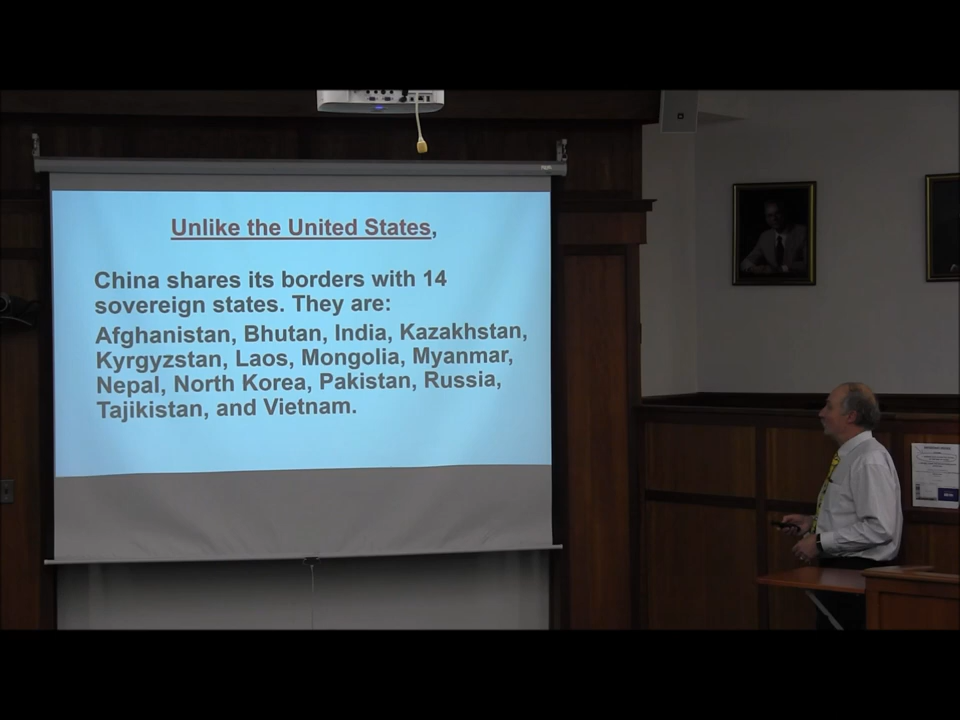 Unlike the United States,
China shares its borders with 14
sovereign states. They are:
Afghanistan, Bhutan, India, Kazakhstan,
Kyrgyzstan, Laos, Mongolia, Myanmar,
Nepal, North Korea, Pakistan, Russia,
Tajikistan, and Vietnam.